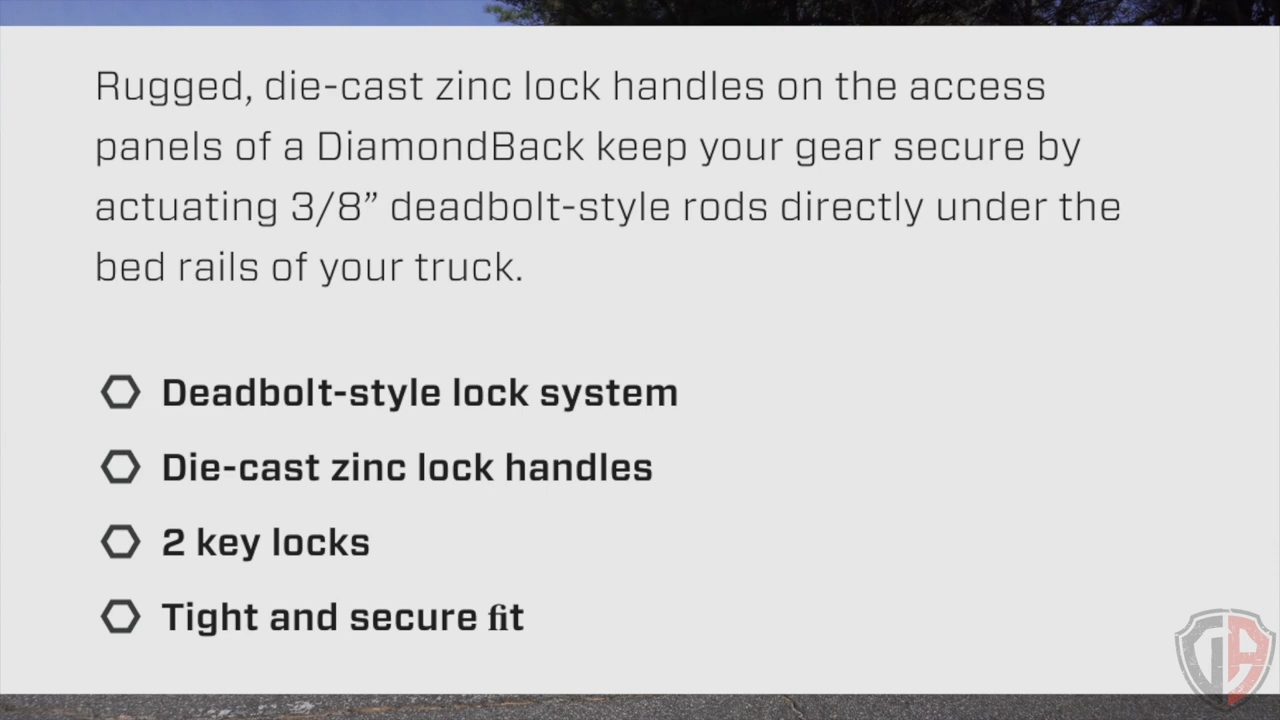 Rugged, die-cast zinc lock handles on the access
panels of a DiamondBack keep your gear secure by
actuating 3/8” deadbolt-style rods directly under the
bed rails of your truck.
Deadbolt-style lock system
Die-cast zinc lock handles
2 key locks
Tight and secure fit